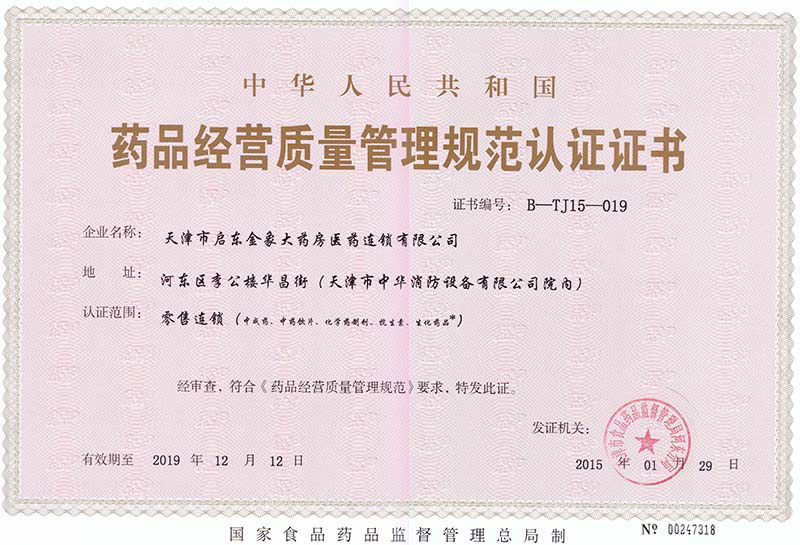 中华人民共和国
药品经营质量管理规范认证证书
证书编号：B—TJ15—019
企业名称：天津市启东金象大药房医药连锁有限公司
地 址：河东区李公楼华昌街（天津市中华消防设备有限公司院内）
认证范围：零售连锁（中成药、中药饮片、化学药制剂、抗生素、生化药品*）
经审查，符合《药品经营质量管理规范》要求，特发此证。
发证机关：
天津市食品药品监督管理局河东分局
有效期至 2019 年 12 月 12 日
2015 年 01 月 29 日
国家食品药品监督管理总局制
Nº 00247318